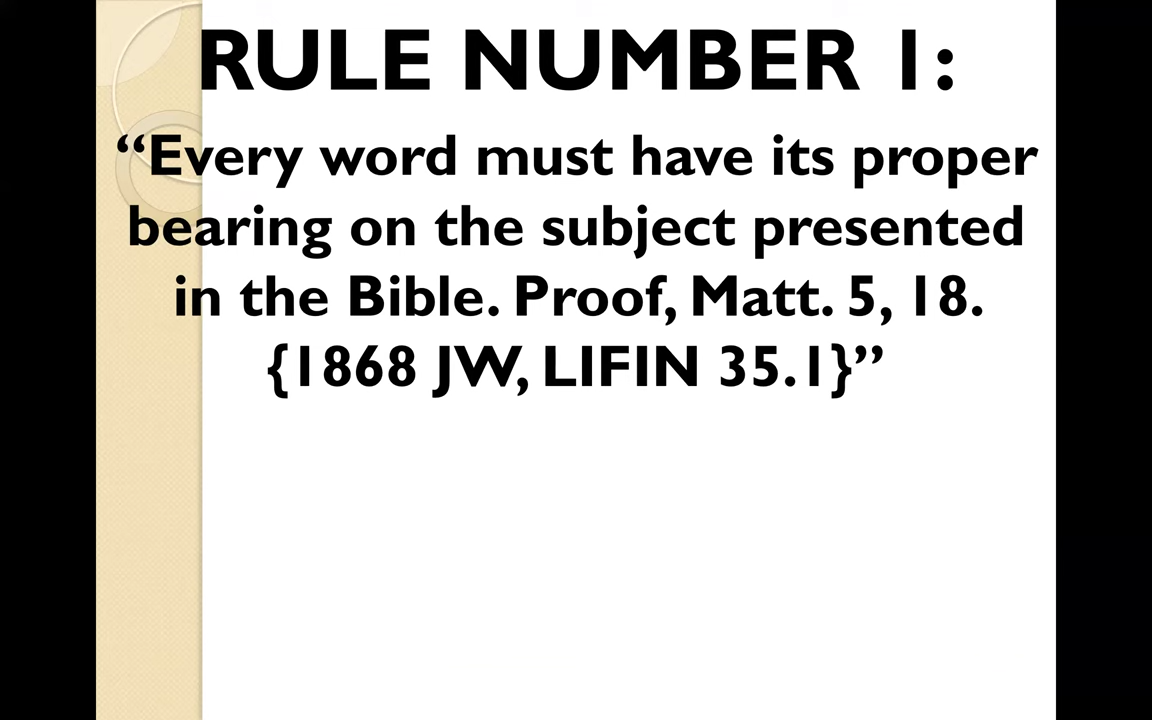 RULE NUMBER 1:
“Every word must have its proper
bearing on the subject presented
in the Bible. Proof, Matt. 5, 18.
{1868 JW, LIFIN 35.1}”